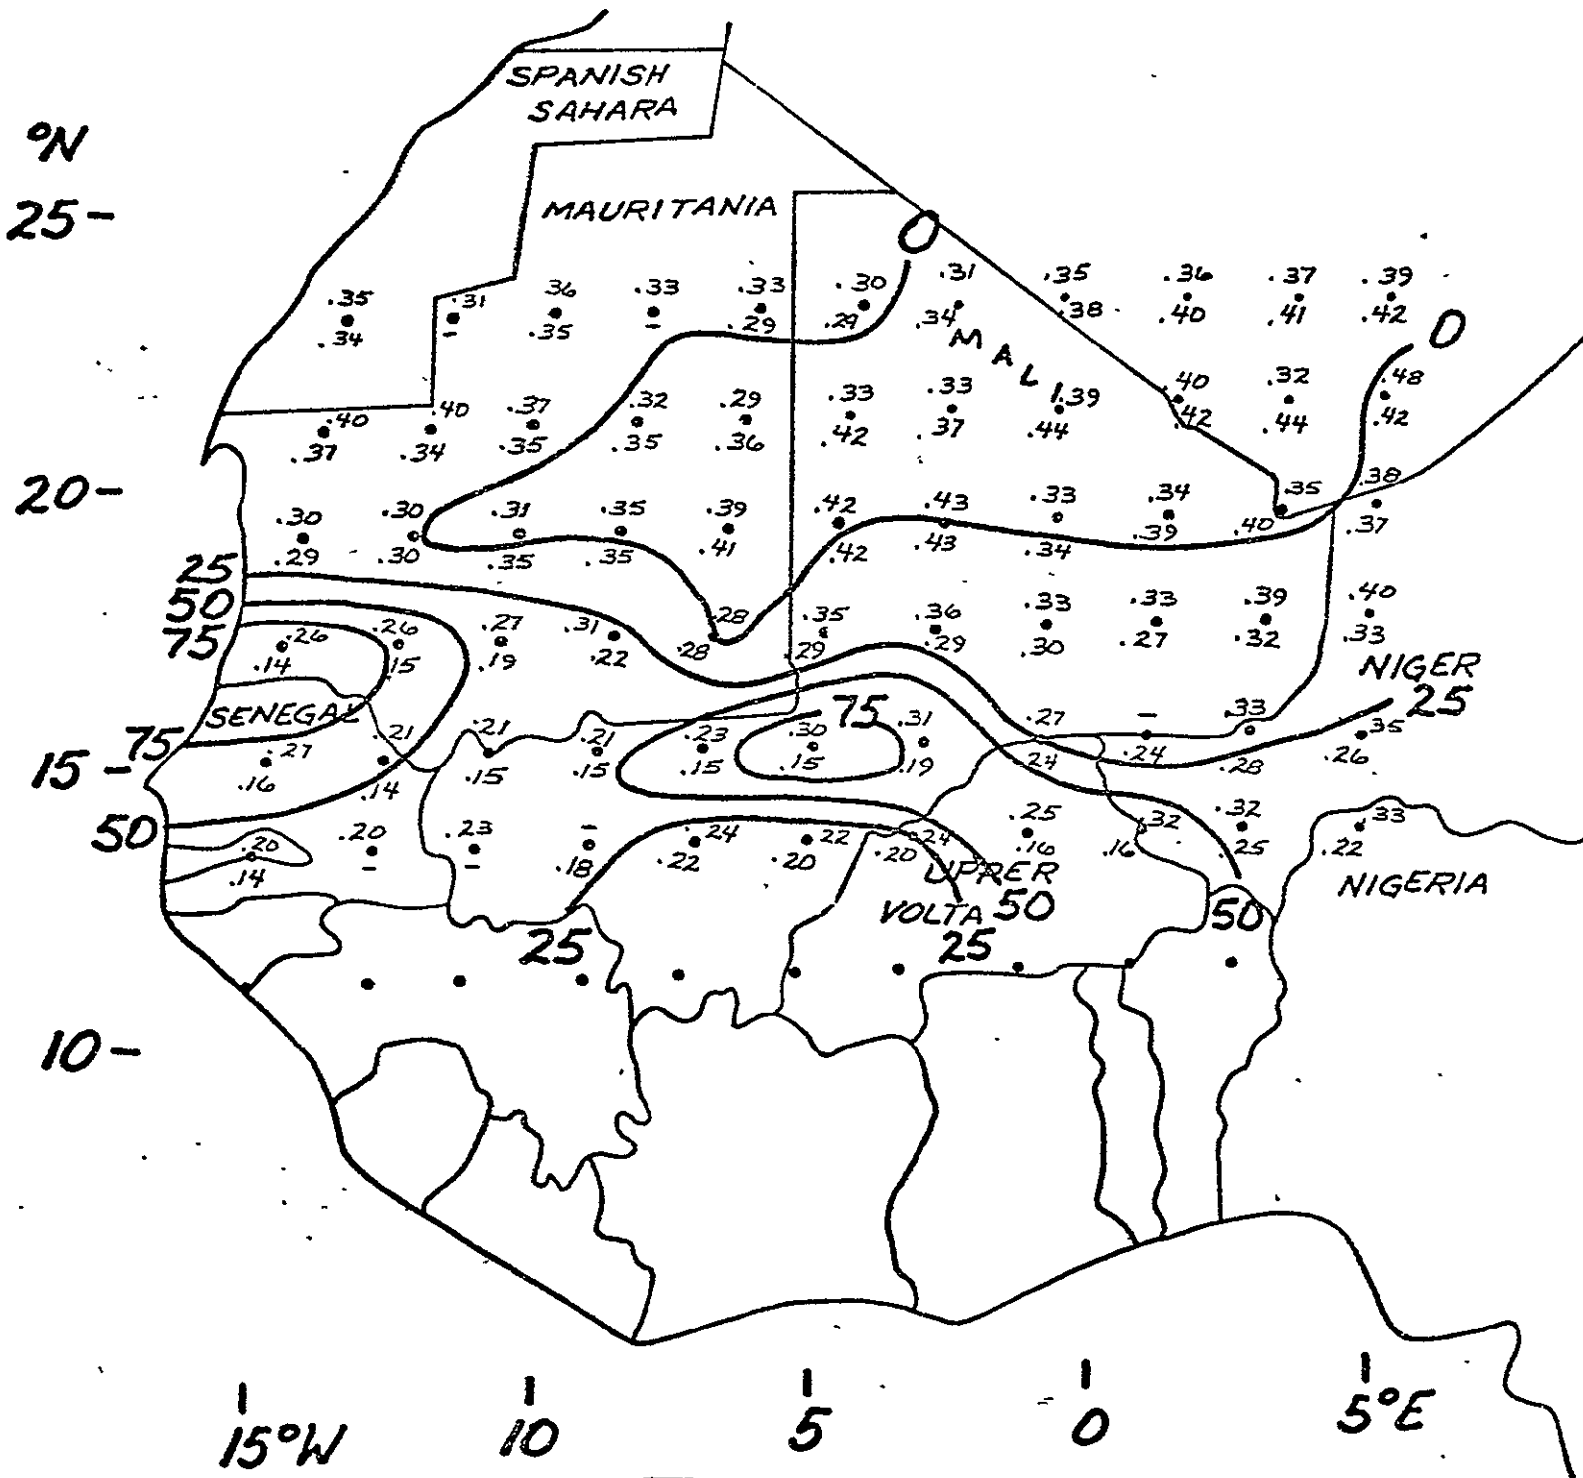 SPANISH
SAHARA
°N
25-
MAURITANIA
0
.31 .35 .36 .37 .39
.35 .31 36 .33 .33 .30
.34 - .35 - .29 .29 .34 .38 .40 .41 .42
MALI
0
.40 .40 .37 .32 .29 .33 .33 .39 .40 .32 .48
.37 .34 .35 .35 .36 .42 .37 .44 .42 .44 .42
20-
.30 .30 .31 .35 .39 .42 .43 .33 .34 .35 .38
.29 .30 .35 .35 .41 .42 .43 .34 .39 .40 .37
25
50
75
.26 .26 .27 .31 .28 .35 .36 .33 .33 .39 .40
.14 .15 .19 .22 .28 .29 .29 .30 .27 .32 .33
NIGER
25
SENEGAL
75
75
.27 .21 .21 .21 .23 .30 .31 .27 - .33 .35
.16 .14 .15 .15 .15 .15 .19 .24 .24 .28 .26
15-
50
.20 .20 .23 - .24 .22 .24 .25 .32 .32 .33
.14 - - .18 .22 .20 .20 .16 .16 .25 .22
UPPER
VOLTA
50
50
NIGERIA
25
25
10-
15°W 10 5 0 5°E